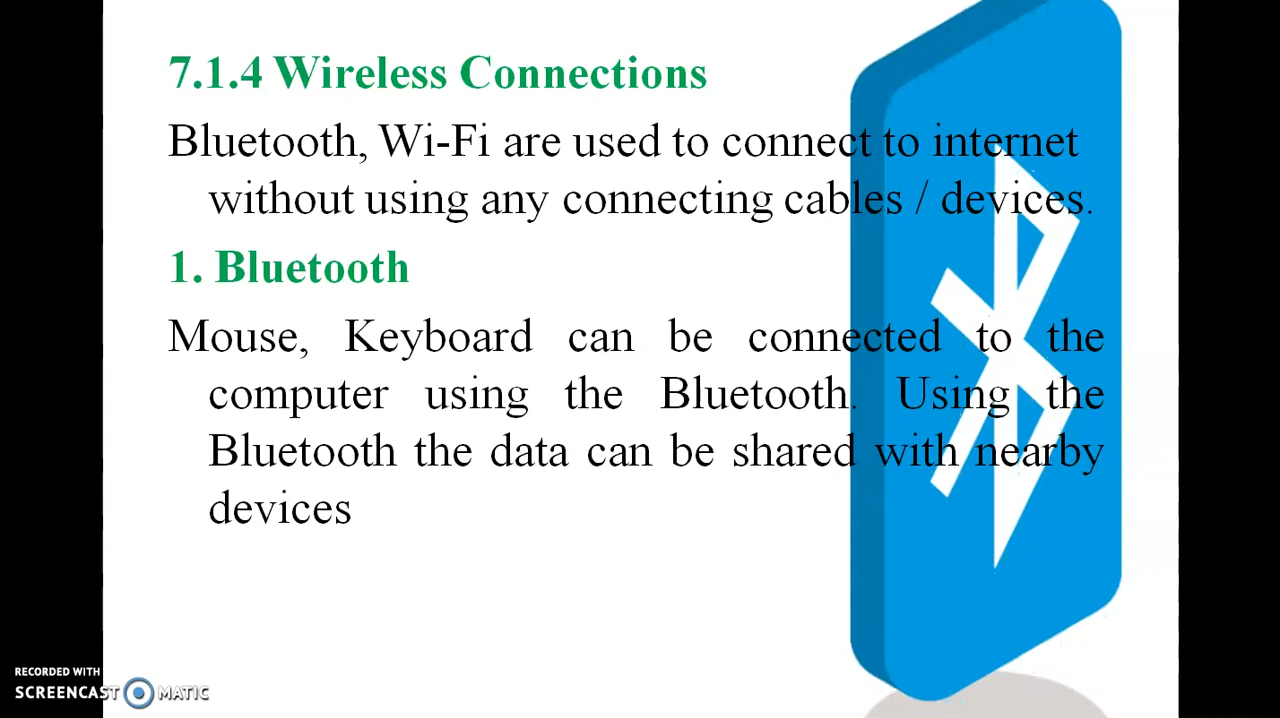 7.1.4 Wireless Connections
Bluetooth, Wi-Fi are used to connect to internet
without using any connecting cables / devices.
1. Bluetooth
Mouse, Keyboard can be connected to the
computer using the Bluetooth. Using the
Bluetooth the data can be shared with nearby
devices
RECORDED WITH
SCREENCAST MATIC